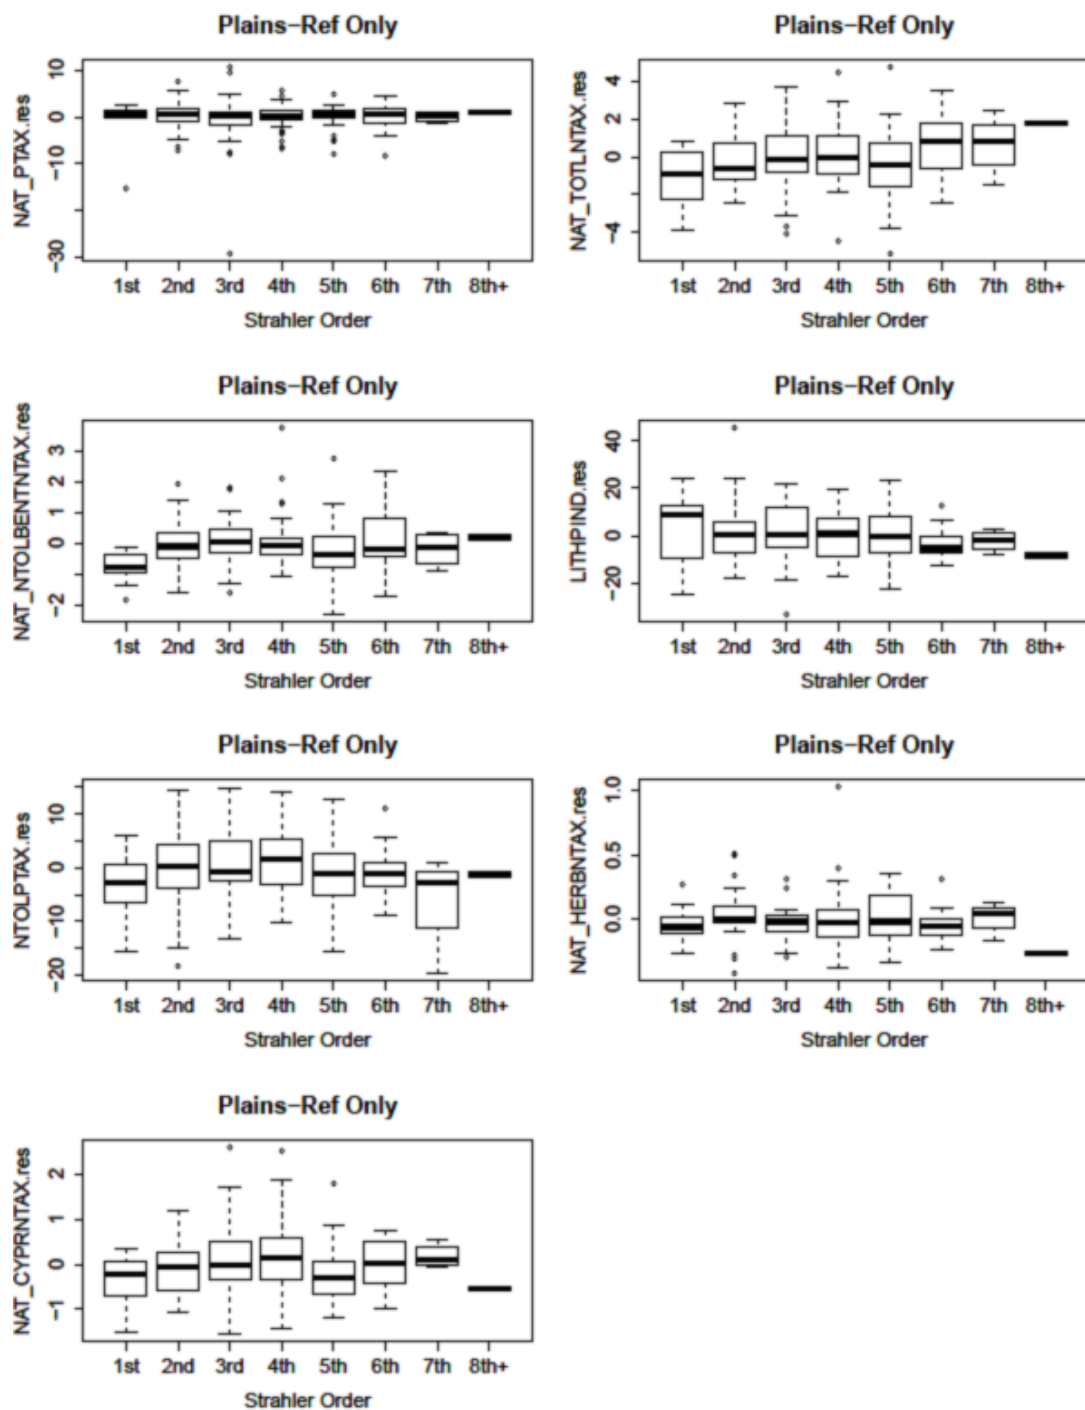 Plains-Ref Only
NAT_PTAX.res
10
0
-10
-30
1st 2nd 3rd 4th 5th 6th 7th 8th+
Strahler Order
Plains-Ref Only
NAT_TOTLNTAX.res
4
2
0
-4
1st 2nd 3rd 4th 5th 6th 7th 8th+
Strahler Order
Plains-Ref Only
NAT_NTOLBENTNTAX.res
3
2
1
0
-2
1st 2nd 3rd 4th 5th 6th 7th 8th+
Strahler Order
Plains-Ref Only
LITHPIND.res
40
20
0
-20
1st 2nd 3rd 4th 5th 6th 7th 8th+
Strahler Order
Plains-Ref Only
NTOLPTAX.res
10
0
-10
-20
1st 2nd 3rd 4th 5th 6th 7th 8th+
Strahler Order
Plains-Ref Only
NAT_HERBNTAX.res
1.0
0.5
0.0
1st 2nd 3rd 4th 5th 6th 7th 8th+
Strahler Order
Plains-Ref Only
NAT_CYPRNTAX.res
2
1
0
-1
1st 2nd 3rd 4th 5th 6th 7th 8th+
Strahler Order